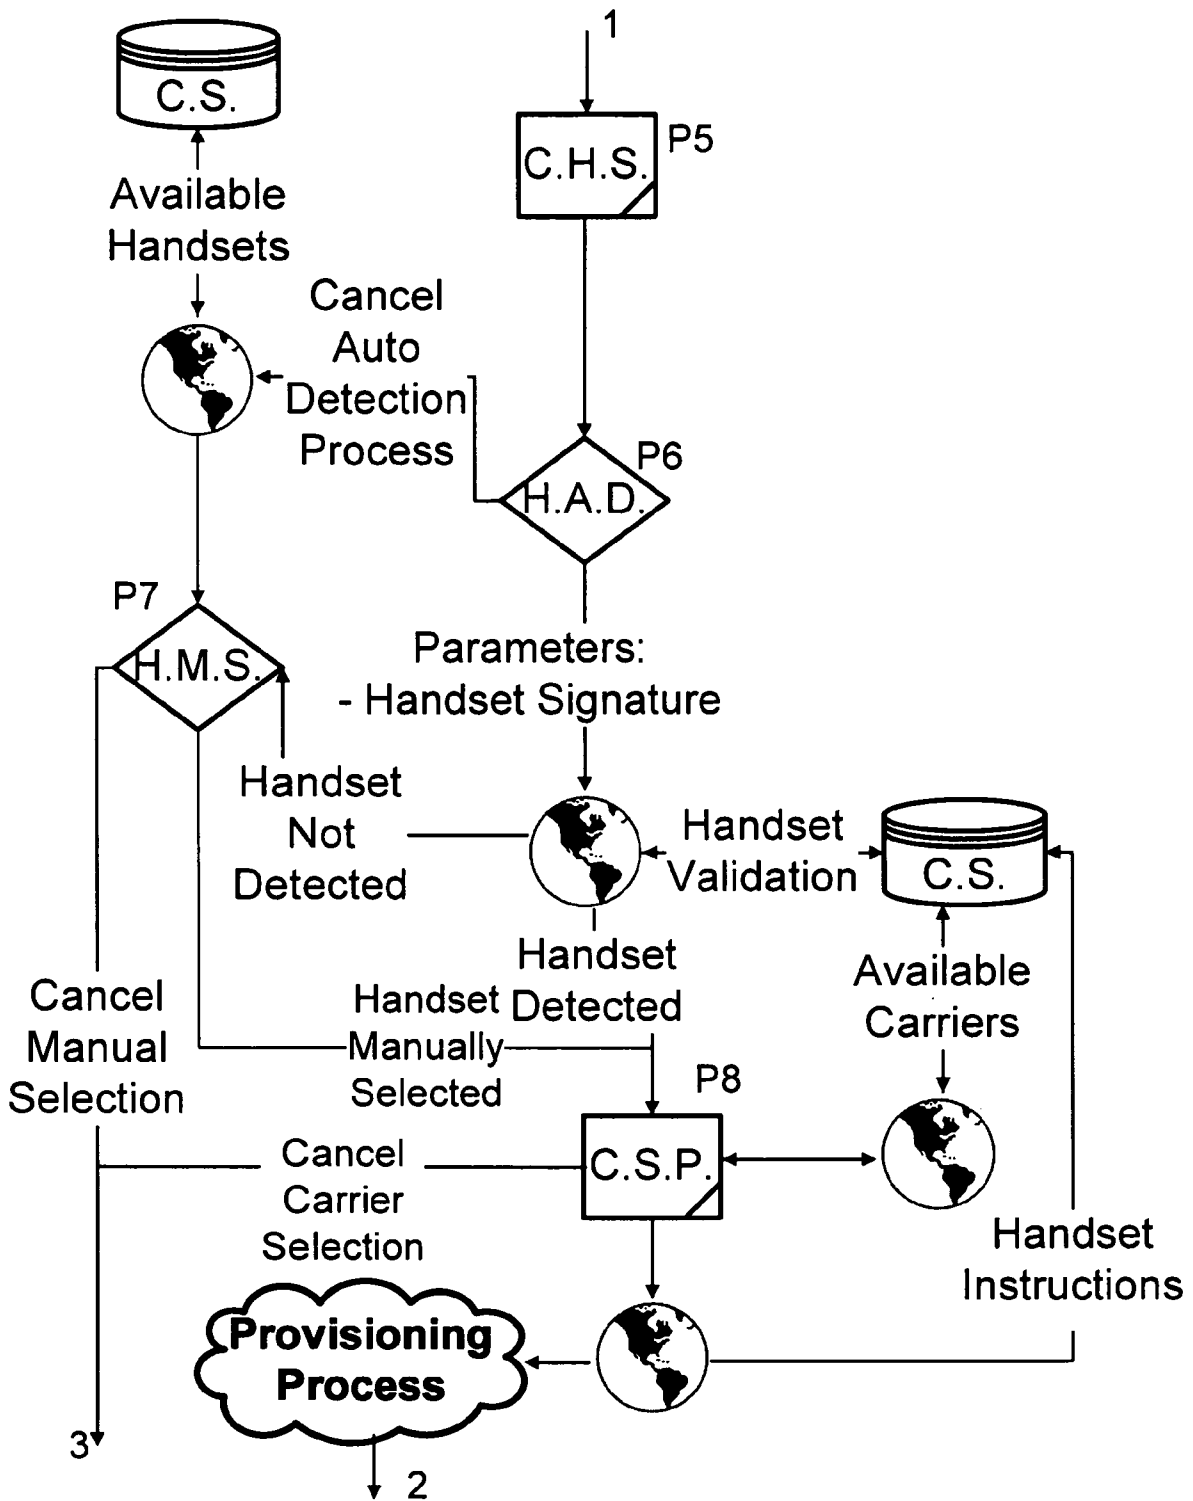 1
C.S.
P5
C.H.S.
Available
Handsets
Cancel
Auto
Detection
Process
P6
H.A.D.
P7
H.M.S.
Parameters:
- Handset Signature
Handset
Not
Detected
Handset
Validation
C.S.
Handset
Detected
Available
Carriers
Cancel
Manual
Selection
Handset
Manually
Selected
P8
C.S.P.
Cancel
Carrier
Selection
Handset
Instructions
Provisioning
Process
3
2